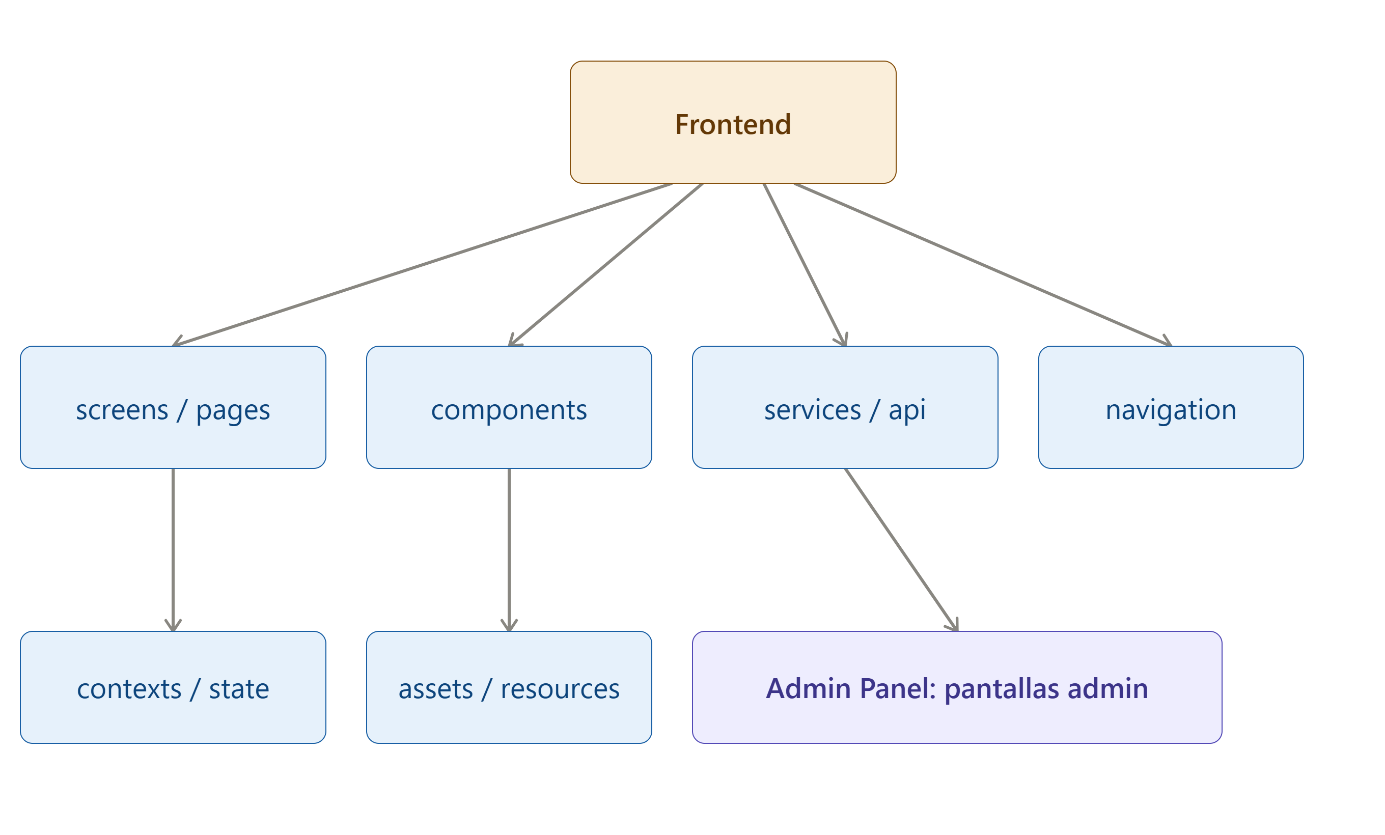 Frontend
screens / pages
components
services / api
navigation
contexts / state
assets / resources
Admin Panel: pantallas admin